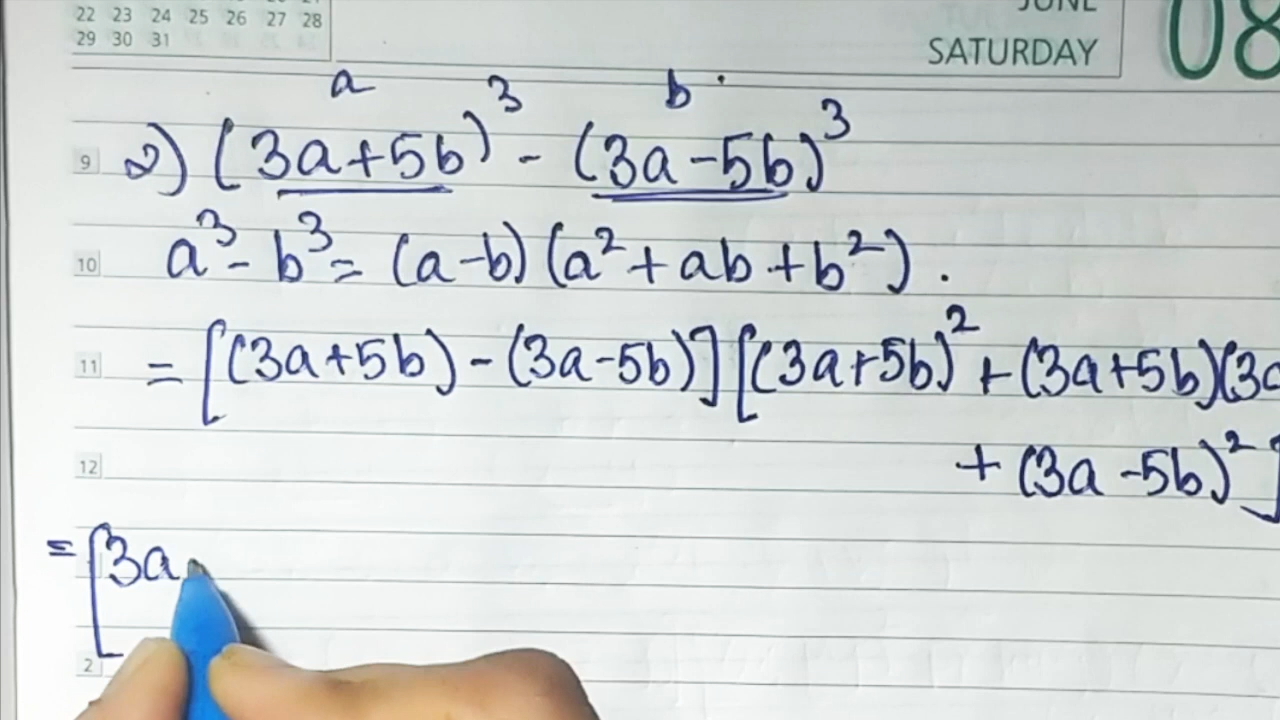 22 23 24 25 26 27 28
29 30 31
JUNE
SATURDAY
08
a b
9 2) (3a+5b)³ - (3a-5b)³
10 a³ - b³ = (a-b) (a² + ab + b²).
11 = [(3a+5b) - (3a-5b)] [(3a+5b)² + (3a+5b)(3a
12 + (3a-5b)²]
= [3a
2